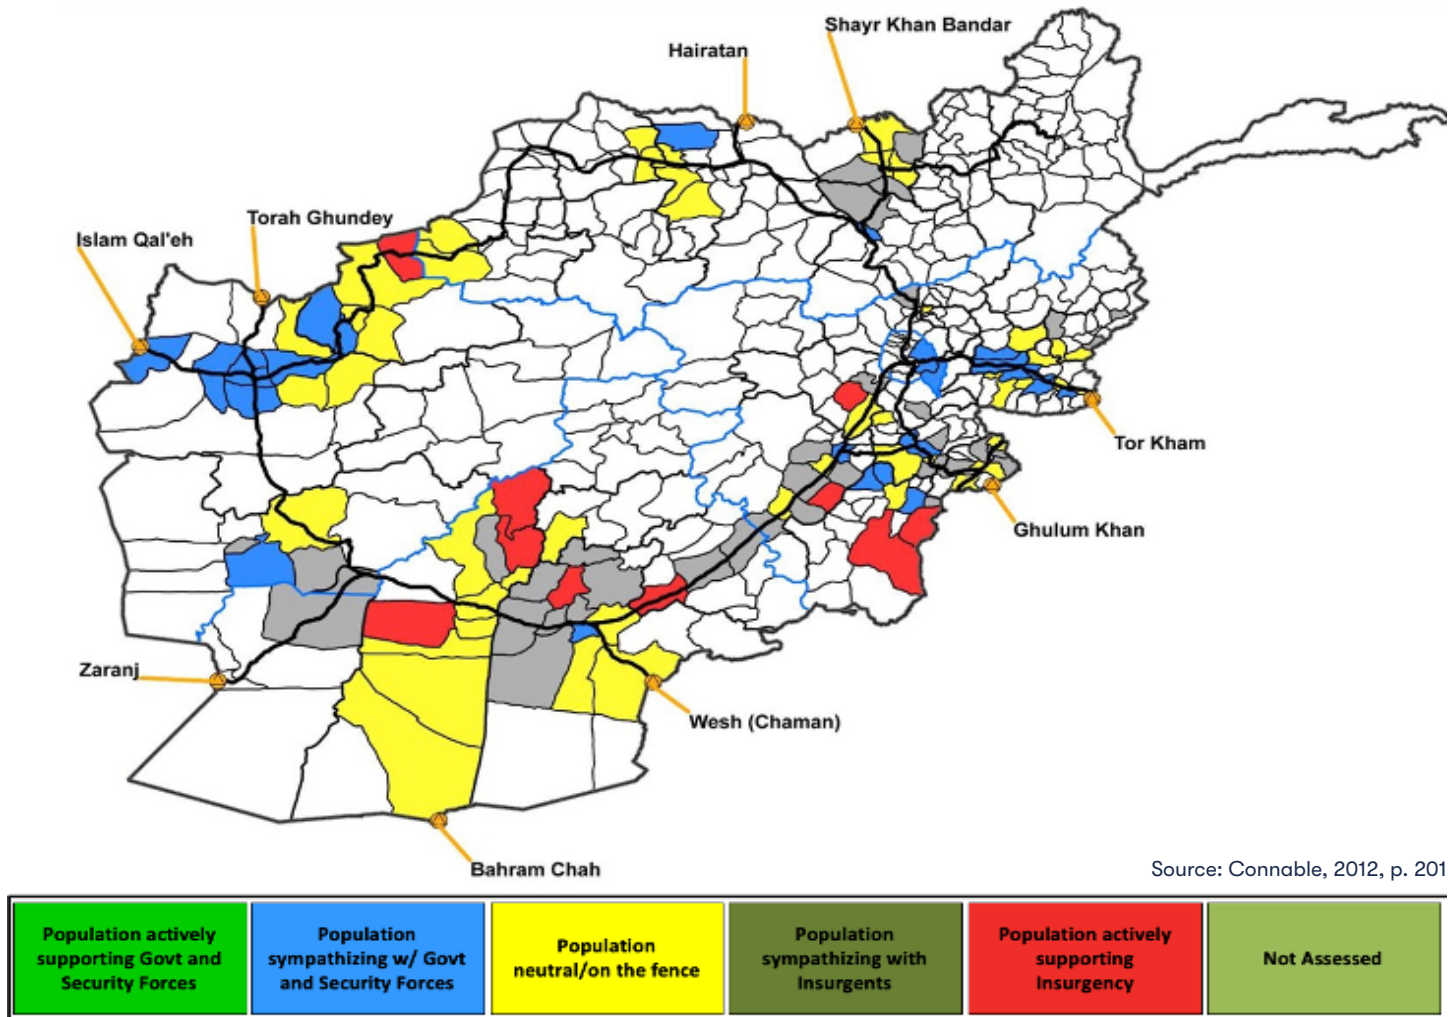 Shayr Khan Bandar
Hairatan
Torah Ghundey
Islam Qal'eh
Tor Kham
Ghulum Khan
Zaranj
Wesh (Chaman)
Bahram Chah
Source: Connable, 2012, p. 201
Population actively
supporting Govt and
Security Forces
Population
sympathizing w/ Govt
and Security Forces
Population
neutral/on the fence
Population
sympathizing with
Insurgents
Population actively
supporting
Insurgency
Not Assessed